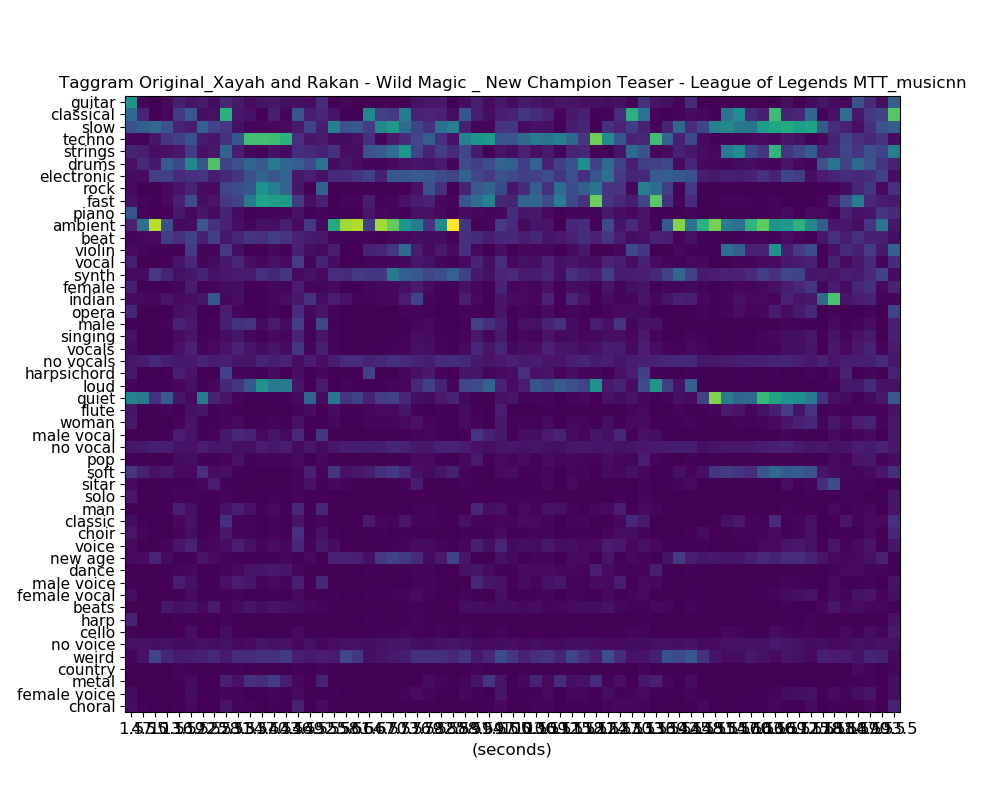 Taggram Original_Xayah and Rakan - Wild Magic _ New Champion Teaser - League of Legends MTT_musicnn
guitar
classical
slow
techno
strings
drums
electronic
rock
fast
piano
ambient
beat
violin
vocal
synth
female
indian
opera
male
singing
vocals
no vocals
harpsichord
loud
quiet
flute
woman
male vocal
no vocal
pop
soft
sitar
solo
man
classic
choir
voice
new age
dance
male voice
female vocal
beats
harp
cello
no voice
weird
country
metal
female voice
choral
(seconds)